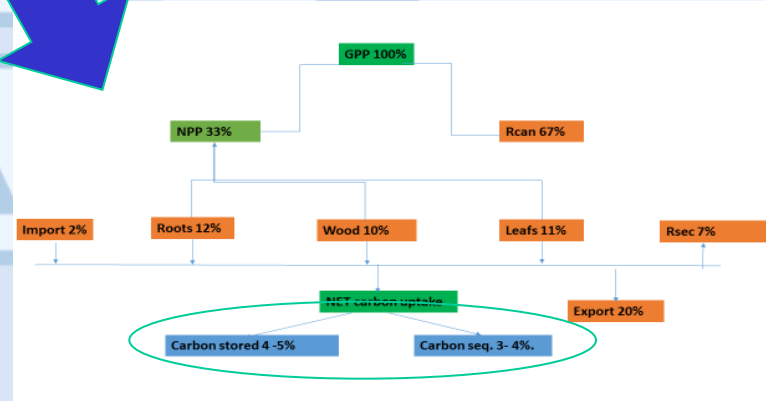 GPP 100%
NPP 33%
Rcan 67%
Import 2%
Roots 12%
Wood 10%
Leafs 11%
Rsec 7%
NET carbon uptake
Export 20%
Carbon stored 4 -5%
Carbon seq. 3- 4%.